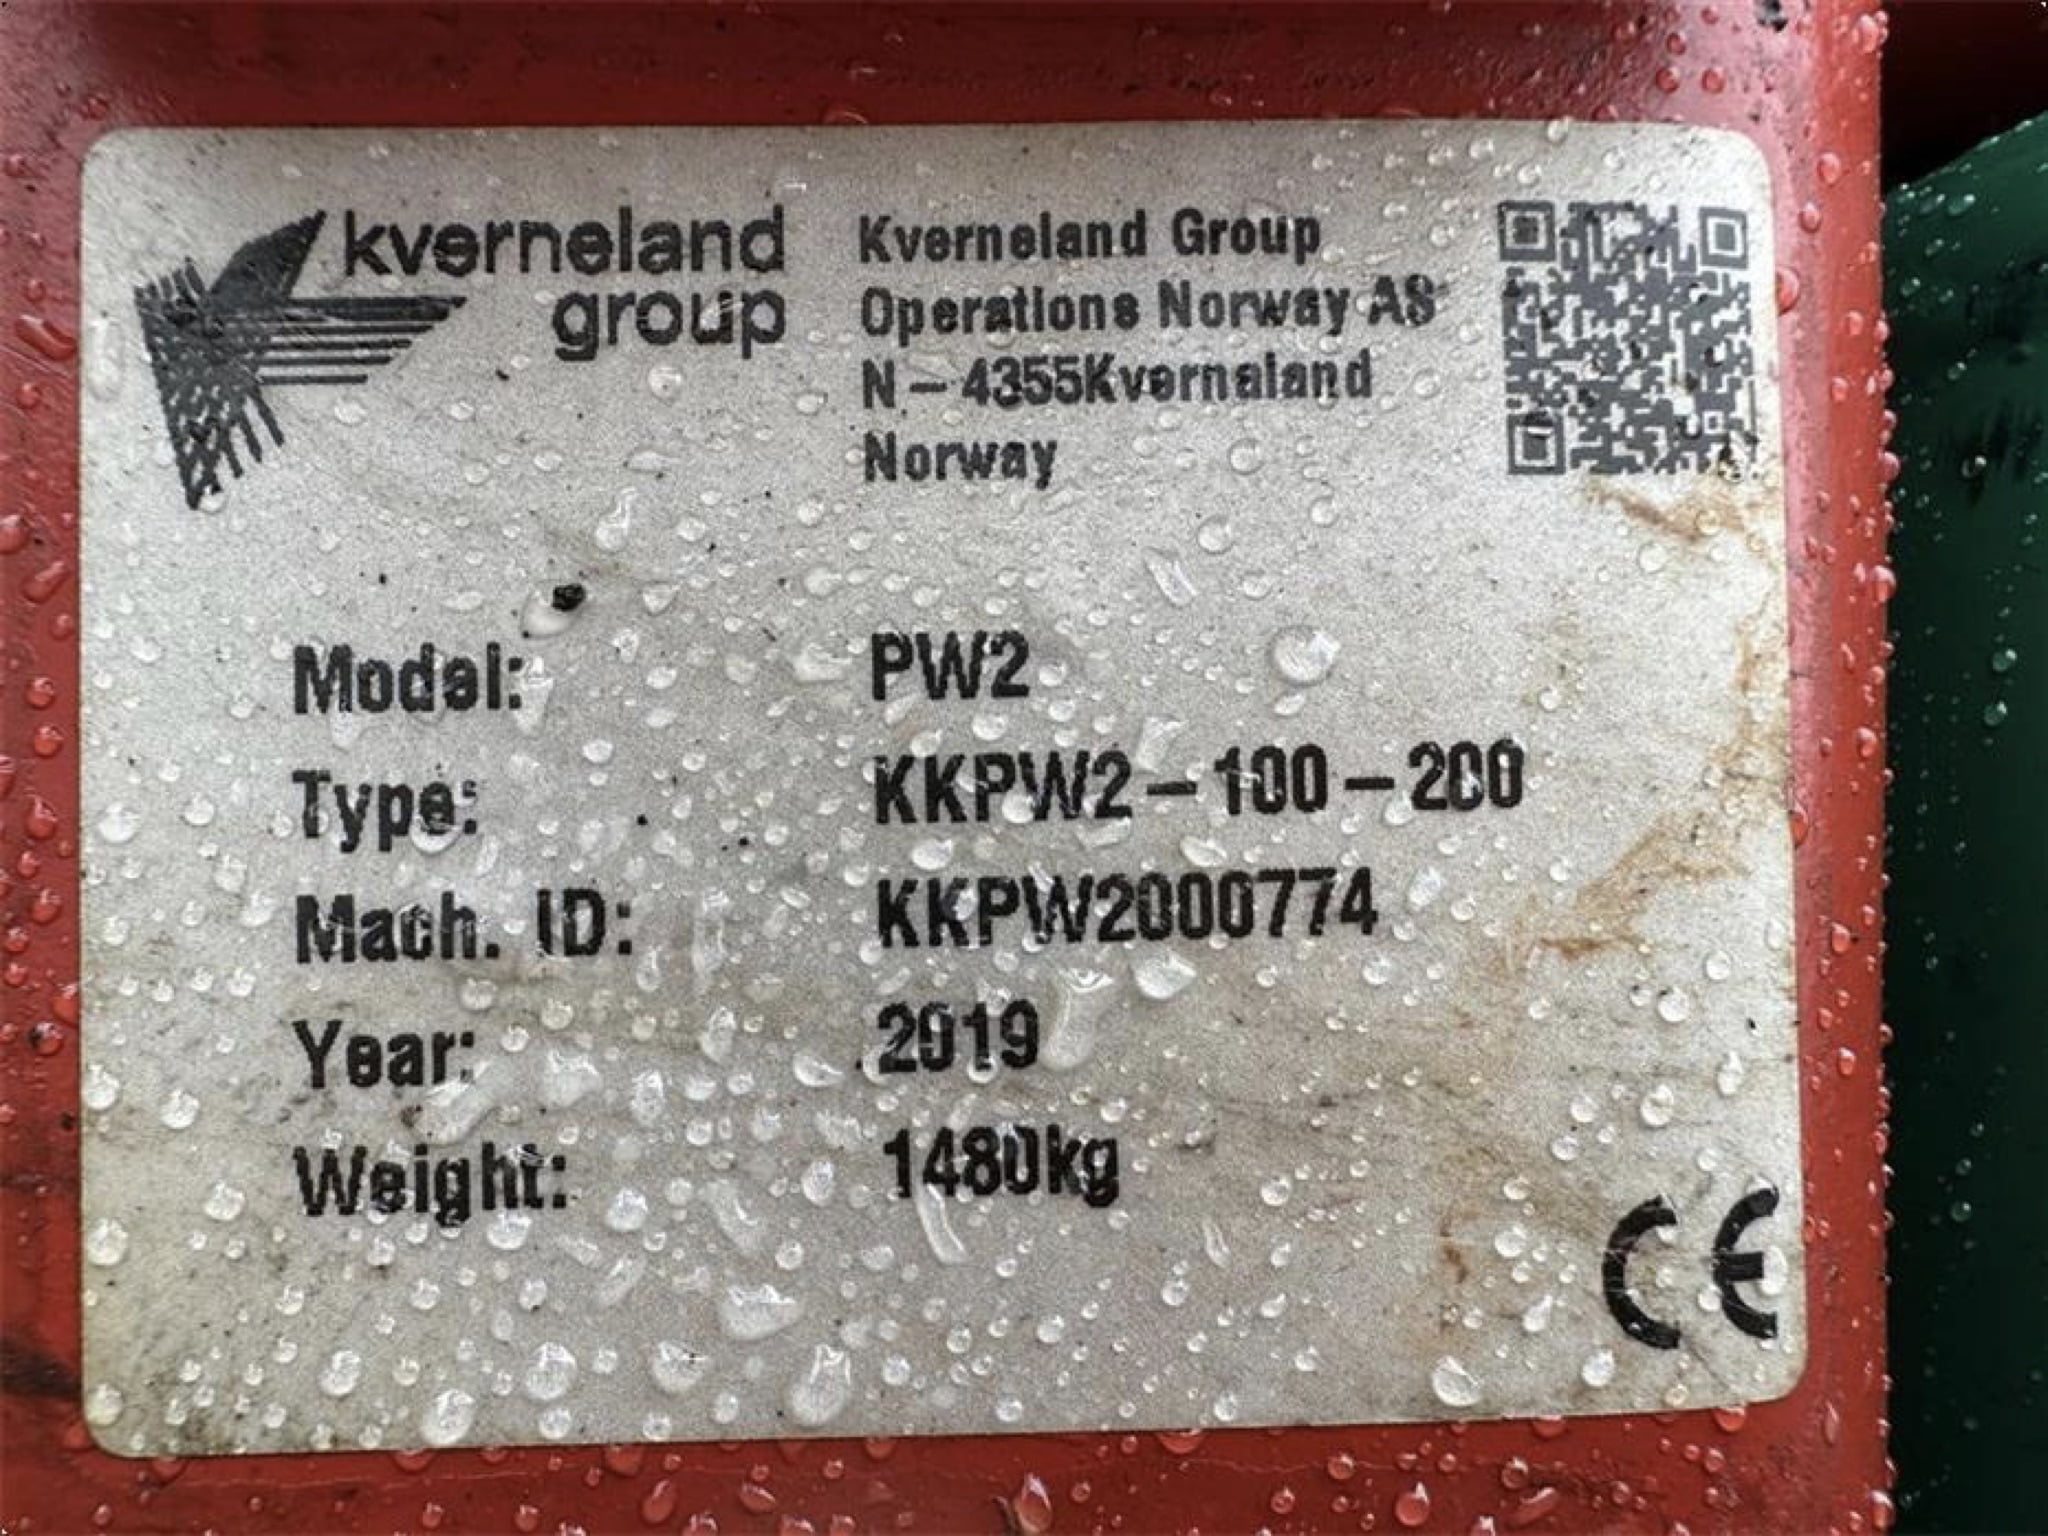 kverneland
group
Kverneland Group
Operations Norway AS
N - 4355Kvernaland
Norway
Model: PW2
Type: KKPW2-100-200
Mach. ID: KKPW2000774
Year: 2019
Weight: 1480kg
CE